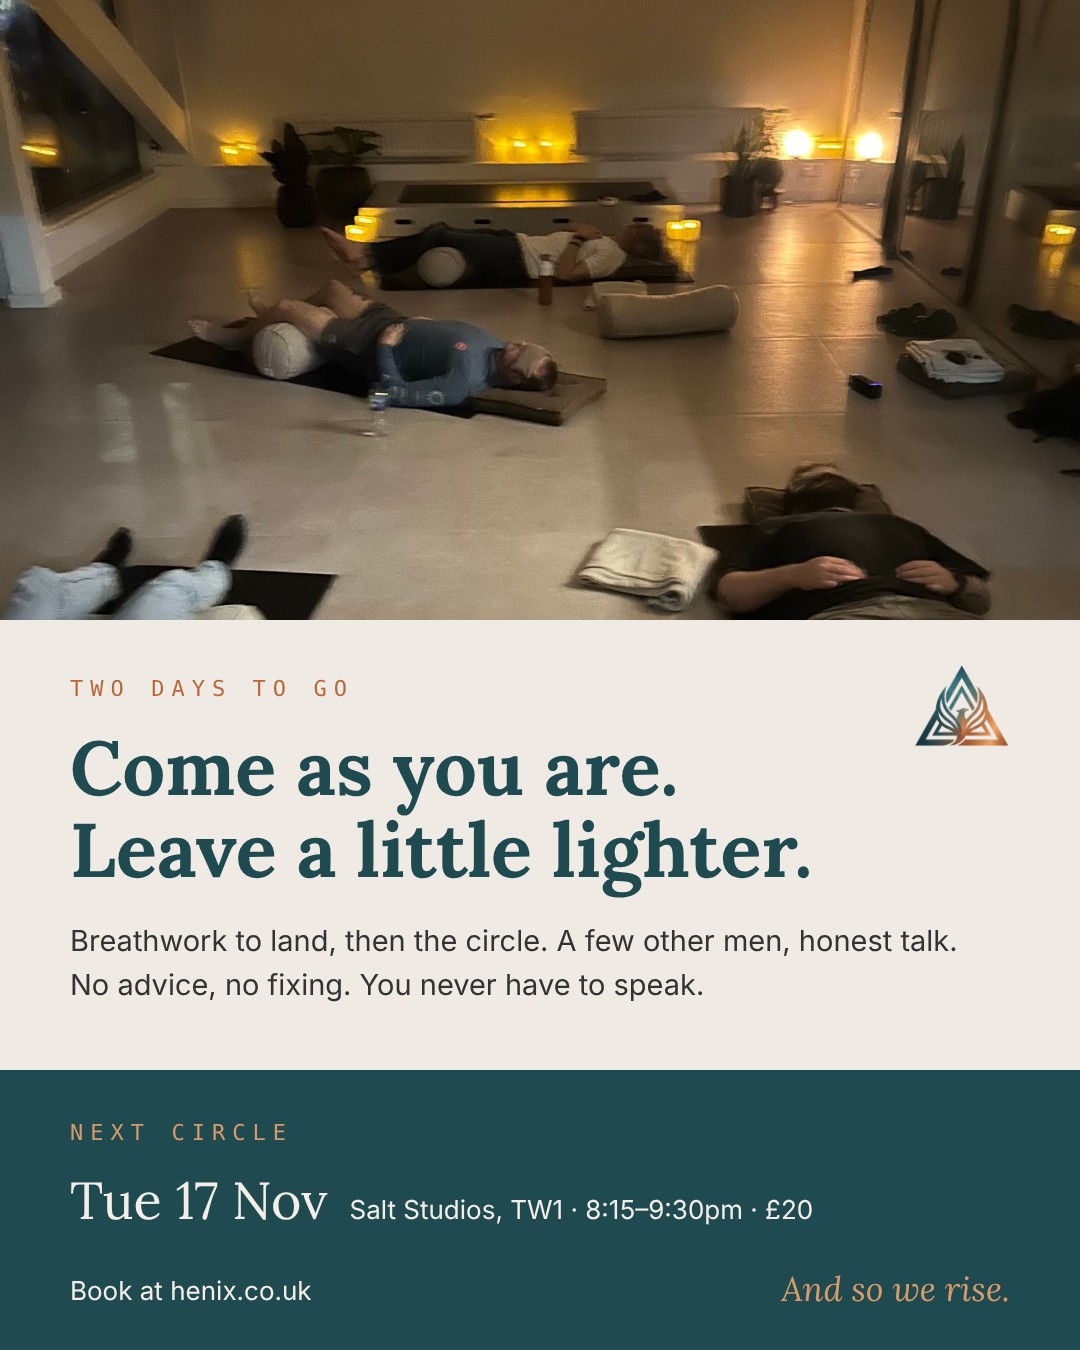 TWO DAYS TO GO
Come as you are.
Leave a little lighter.
Breathwork to land, then the circle. A few other men, honest talk.
No advice, no fixing. You never have to speak.
NEXT CIRCLE
Tue 17 Nov Salt Studios, TW1 · 8:15–9:30pm · £20
Book at henix.co.uk
And so we rise.